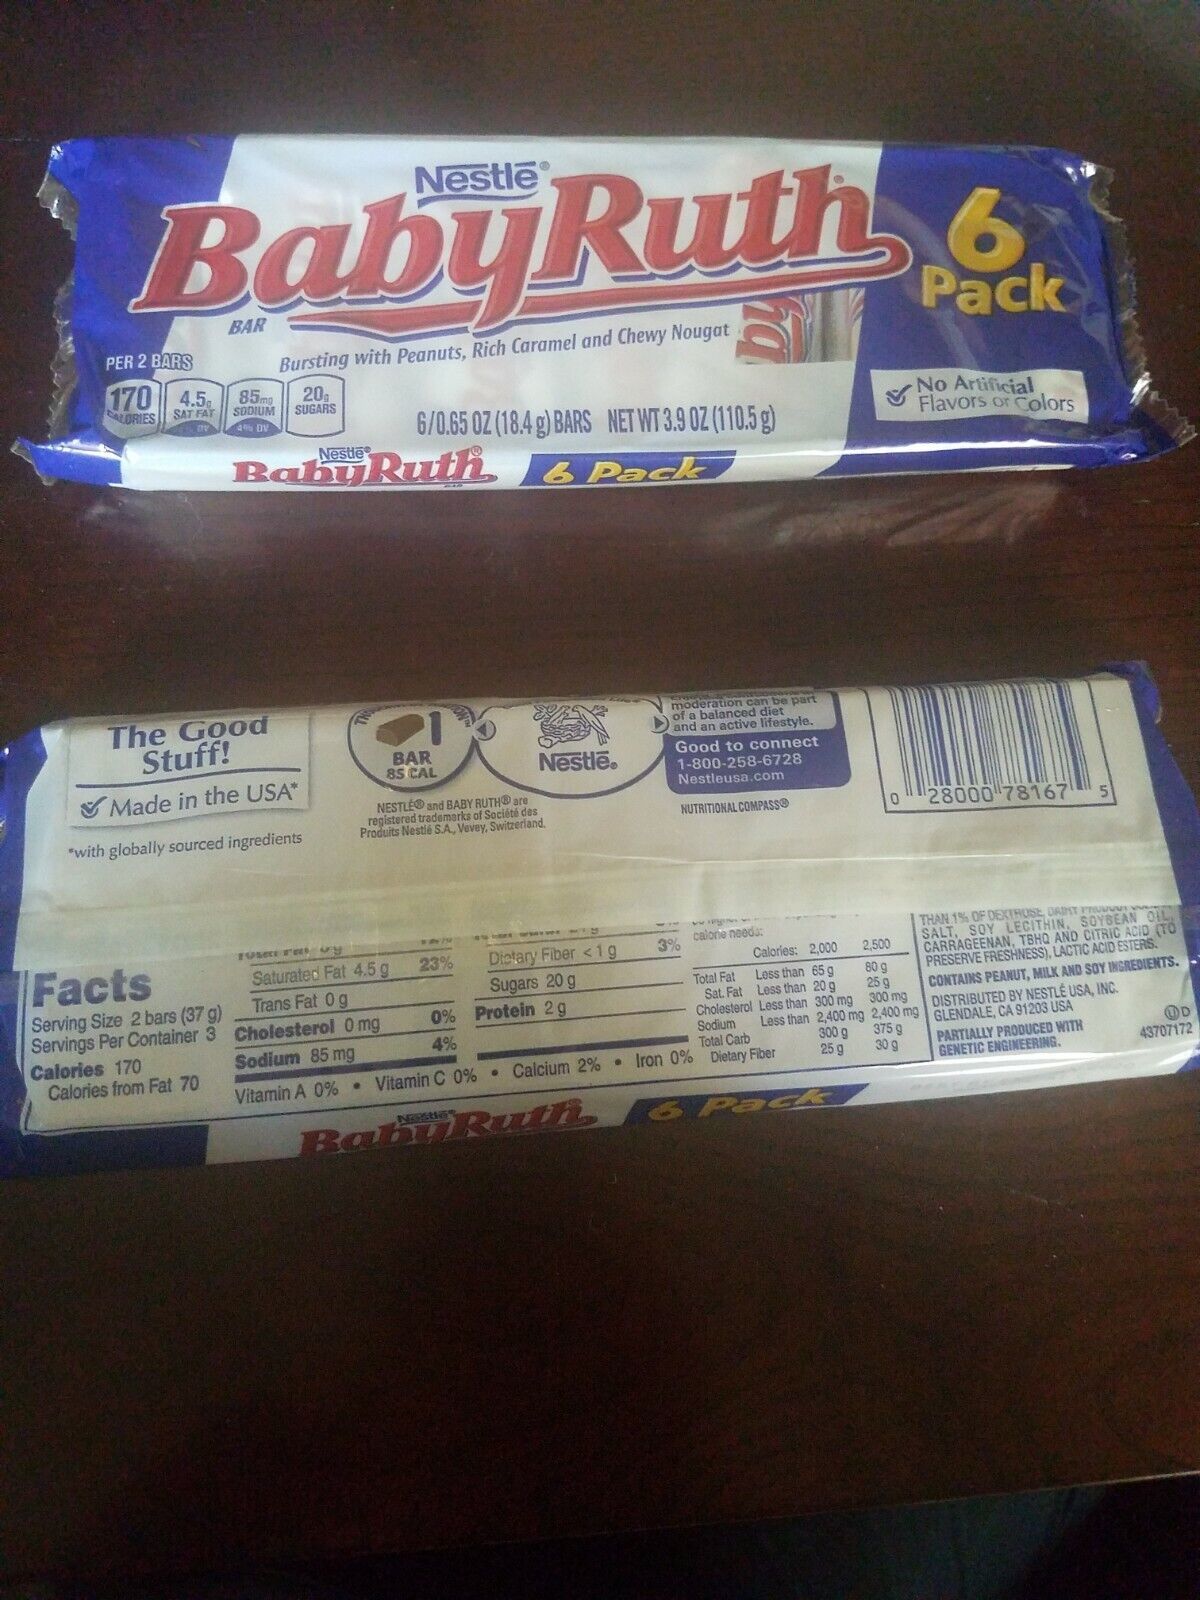 Nestlé®
BabyRuth®
BAR
6
Pack
Bursting with Peanuts, Rich Caramel and Chewy Nougat
PER 2 BARS
170
CALORIES
4.5g
SAT FAT
DV
85mg
SODIUM
4% DV
20g
SUGARS
6/0.65 OZ (18.4 g) BARS NET WT 3.9 OZ (110.5 g)
No Artificial
Flavors or Colors
Nestlé®
BabyRuth®
BAR
6 Pack
The Good
Stuff!
Made in the USA*
*with globally sourced ingredients
1
BAR
85 CAL
NESTLÉ® and BABY RUTH® are
registered trademarks of Société des
Produits Nestlé S.A., Vevey, Switzerland.
Nestlé®
moderation can be part
of a balanced diet
and an active lifestyle.
Good to connect
1-800-258-6728
Nestleusa.com
NUTRITIONAL COMPASS®
0 28000 78167 5
Facts
Serving Size 2 bars (37 g)
Servings Per Container 3
Calories 170
Calories from Fat 70
Saturated Fat 4.5 g 23%
Trans Fat 0 g
Cholesterol 0 mg 0%
Sodium 85 mg 4%
Dietary Fiber < 1 g 3%
Sugars 20 g
Protein 2 g
Vitamin A 0% • Vitamin C 0% • Calcium 2% • Iron 0%
calorie needs:
Calories: 2,000 2,500
Total Fat Less than 65 g 80 g
Sat. Fat Less than 20 g 25 g
Cholesterol Less than 300 mg 300 mg
Sodium Less than 2,400 mg 2,400 mg
Total Carb 300 g 375 g
Dietary Fiber 25 g 30 g
THAN 1% OF DEXTROSE, DAIRY
SALT, SOY LECITHIN, SOYBEAN OIL,
CARRAGEENAN, TBHQ AND CITRIC ACID (TO
PRESERVE FRESHNESS), LACTIC ACID ESTERS.
CONTAINS PEANUT, MILK AND SOY INGREDIENTS.
DISTRIBUTED BY NESTLÉ USA, INC.
GLENDALE, CA 91203 USA
PARTIALLY PRODUCED WITH
GENETIC ENGINEERING.
Ⓤ D
43707172
Nestlé®
BabyRuth
6 Pack